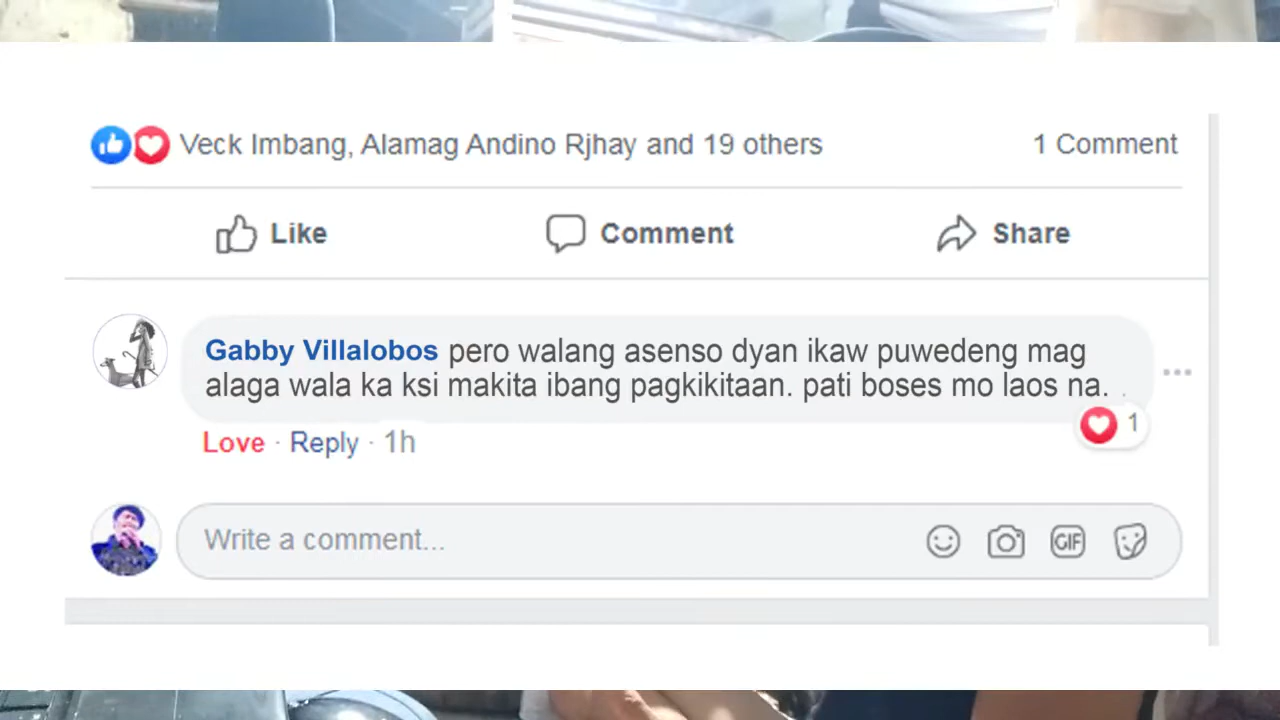 Veck Imbang, Alamag Andino Rjhay and 19 others 1 Comment
Like Comment Share
Gabby Villalobos pero walang asenso dyan ikaw puwedeng mag
alaga wala ka ksi makita ibang pagkikitaan. pati boses mo laos na.
1
Love · Reply · 1h
Write a comment... GIF